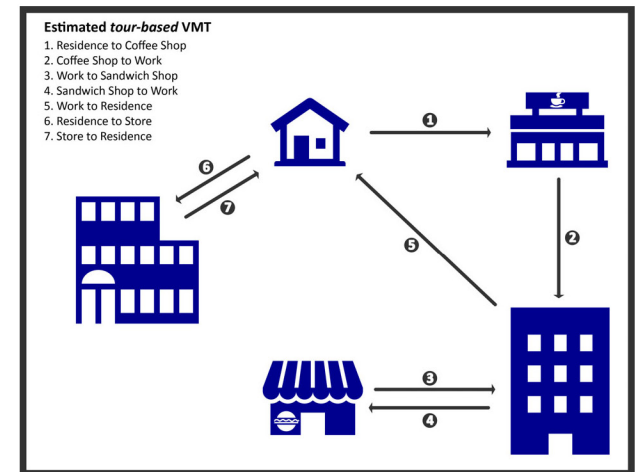 Estimated tour-based VMT
1. Residence to Coffee Shop
2. Coffee Shop to Work
3. Work to Sandwich Shop
4. Sandwich Shop to Work
5. Work to Residence
6. Residence to Store
7. Store to Residence
1
6
7
2
5
3
4